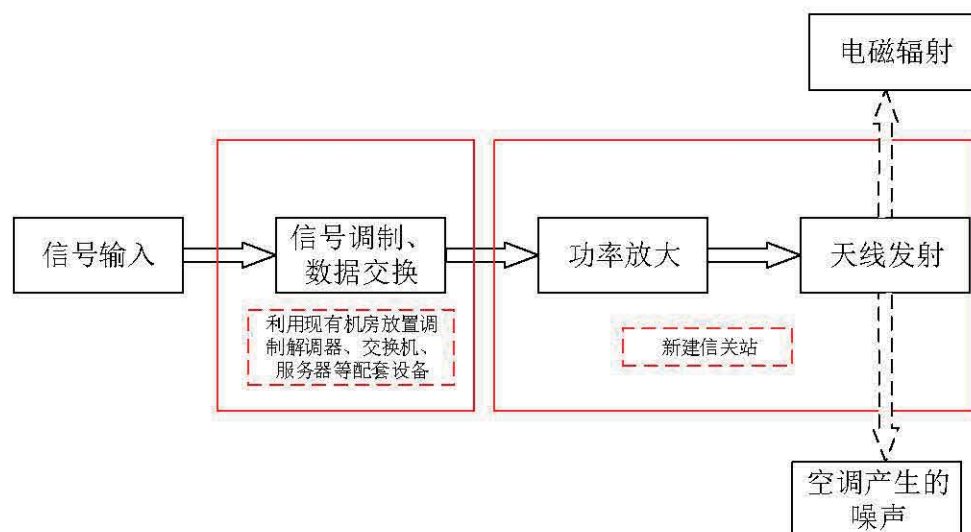 电磁辐射
信号输入
信号调制、
数据交换
功率放大
天线发射
利用现有机房放置调
制解调器、交换机、
服务器等配套设备
新建信关站
空调产生的
噪声